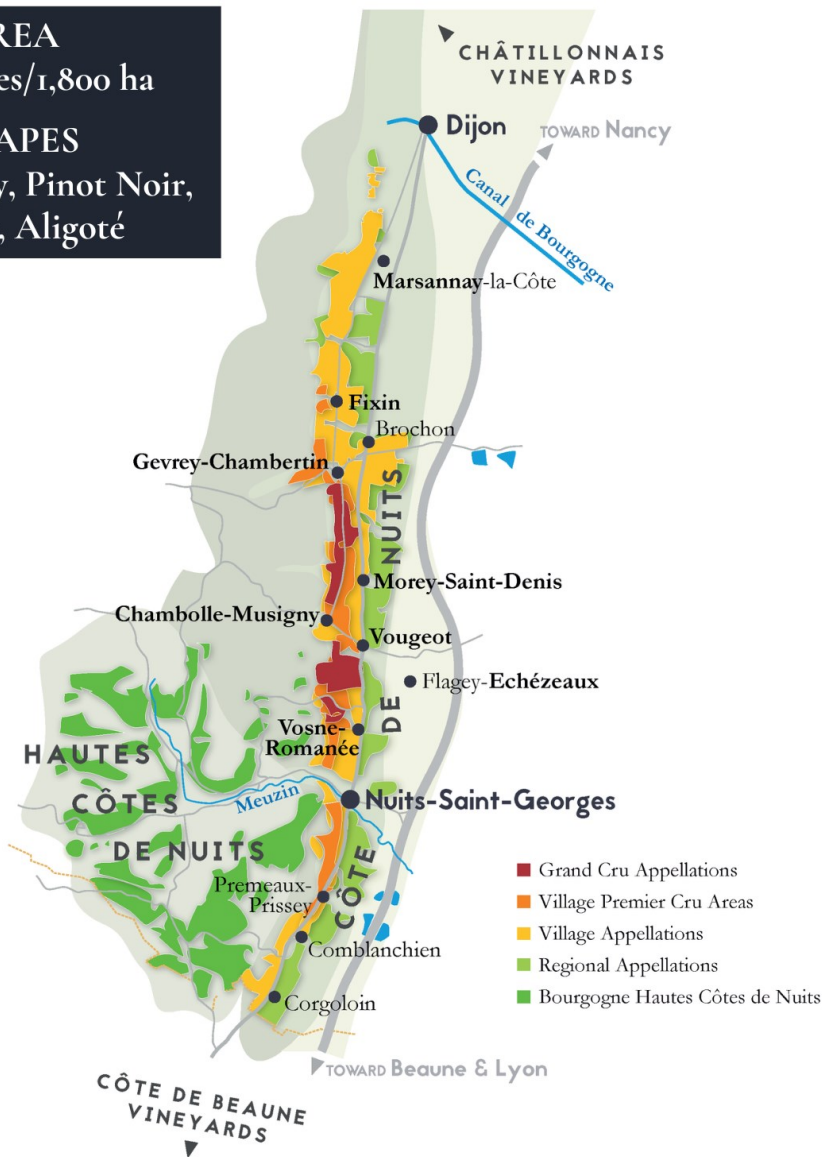 REA
es/1,800 ha
APES
y, Pinot Noir,
, Aligoté
CHÂTILLONNAIS
VINEYARDS
Dijon
TOWARD Nancy
Canal de Bourgogne
Marsannay-la-Côte
Fixin
Brochon
Gevrey-Chambertin
CÔTE DE NUITS
Morey-Saint-Denis
Chambolle-Musigny
Vougeot
Flagey-Echézeaux
Vosne-
Romanée
HAUTES
CÔTES
DE NUITS
Meuzin
Nuits-Saint-Georges
Premeaux-
Prissey
Comblanchien
Corgoloin
Grand Cru Appellations
Village Premier Cru Areas
Village Appellations
Regional Appellations
Bourgogne Hautes Côtes de Nuits
TOWARD Beaune & Lyon
CÔTE DE BEAUNE
VINEYARDS